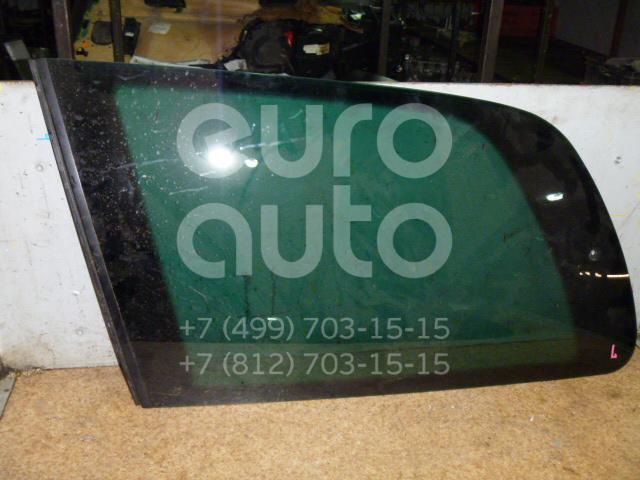 euro
auto
+7 (499) 703-15-15
+7 (812) 703-15-15